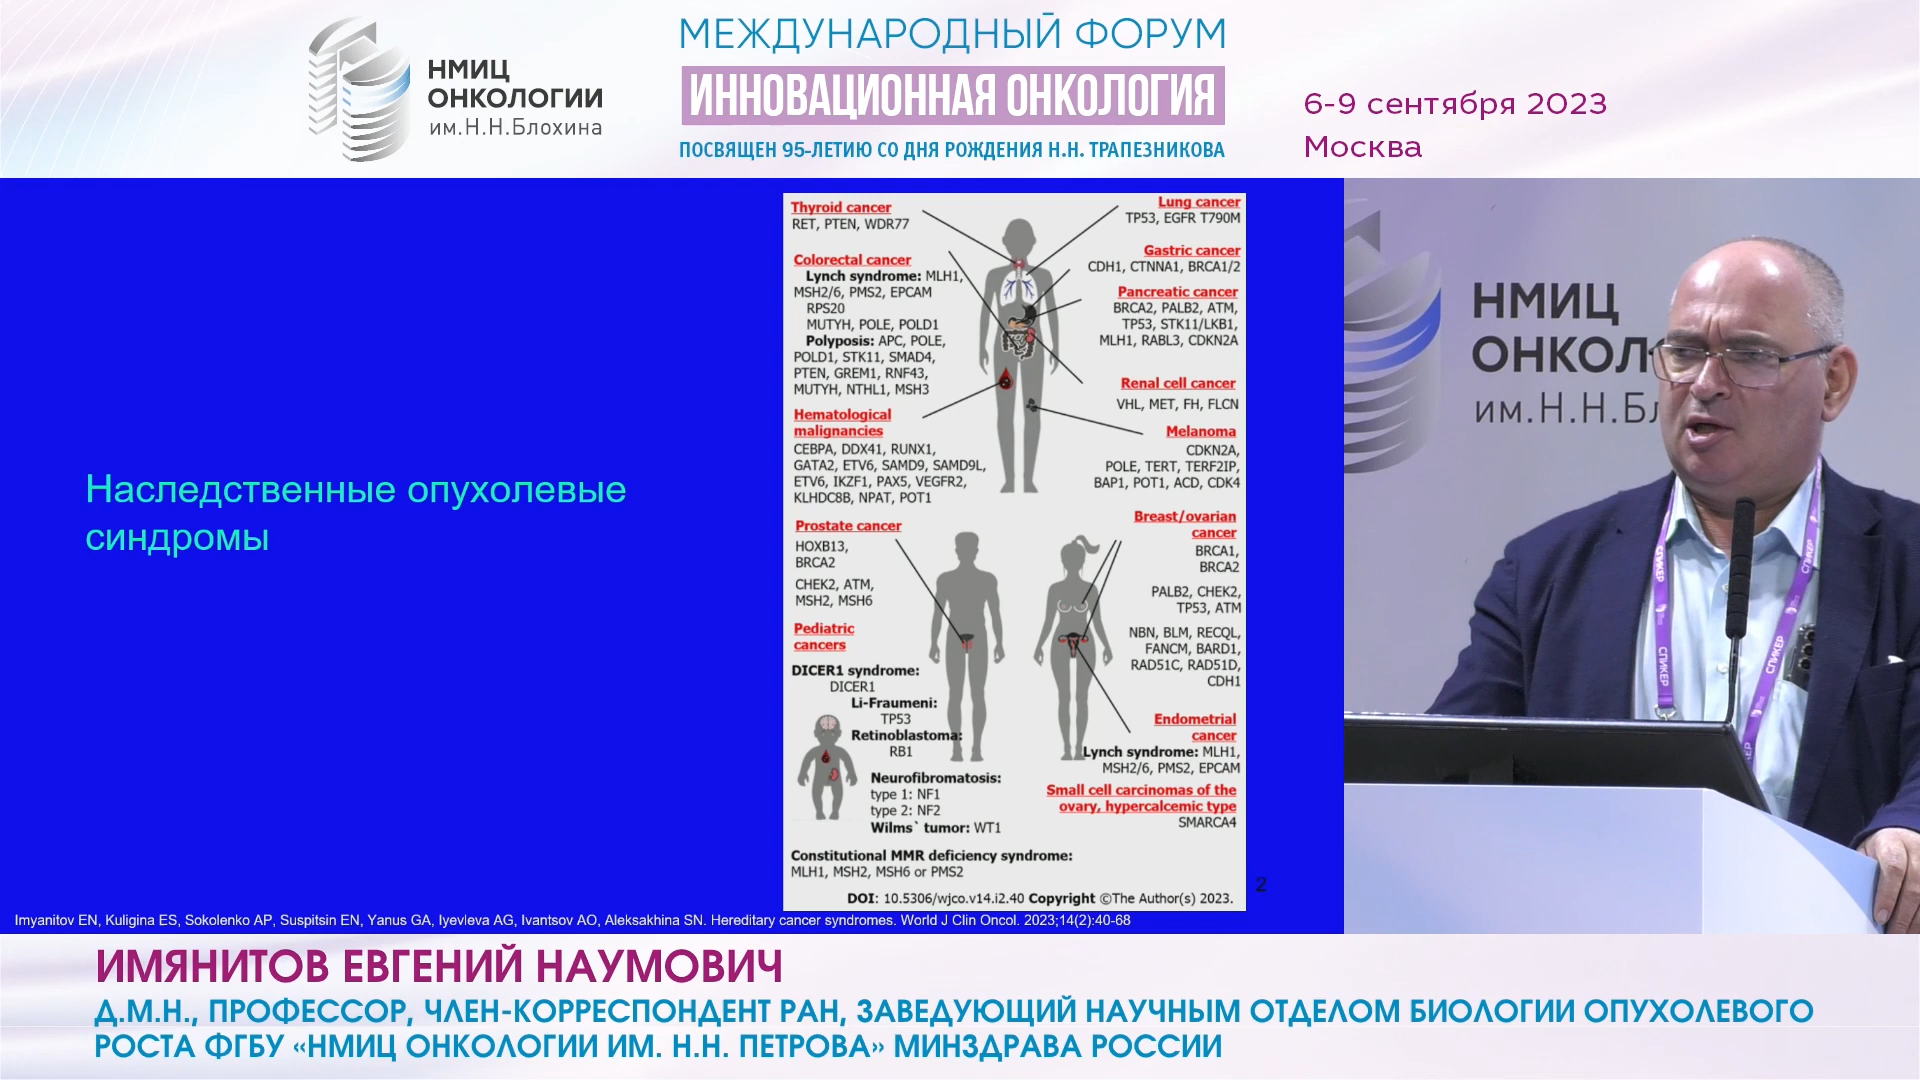 НМИЦ
ОНКОЛОГИИ
им.Н.Н.Блохина
МЕЖДУНАРОДНЫЙ ФОРУМ
ИННОВАЦИОННАЯ ОНКОЛОГИЯ
ПОСВЯЩЕН 95-ЛЕТИЮ СО ДНЯ РОЖДЕНИЯ Н.Н. ТРАПЕЗНИКОВА
6-9 сентября 2023
Москва
Наследственные опухолевые
синдромы
Thyroid cancer
RET, PTEN, WDR77
Colorectal cancer
Lynch syndrome: MLH1,
MSH2/6, PMS2, EPCAM
RPS20
MUTYH, POLE, POLD1
Polyposis: APC, POLE,
POLD1, STK11, SMAD4,
PTEN, GREM1, RNF43,
MUTYH, NTHL1, MSH3
Hematological
malignancies
CEBPA, DDX41, RUNX1,
GATA2, ETV6, SAMD9, SAMD9L,
ETV6, IKZF1, PAX5, VEGFR2,
KLHDC8B, NPAT, POT1
Prostate cancer
HOXB13,
BRCA2
CHEK2, ATM,
MSH2, MSH6
Pediatric
cancers
DICER1 syndrome:
DICER1
Li-Fraumeni:
TP53
Retinoblastoma:
RB1
Neurofibromatosis:
type 1: NF1
type 2: NF2
Wilms` tumor: WT1
Constitutional MMR deficiency syndrome:
MLH1, MSH2, MSH6 or PMS2
Lung cancer
TP53, EGFR T790M
Gastric cancer
CDH1, CTNNA1, BRCA1/2
Pancreatic cancer
BRCA2, PALB2, ATM,
TP53, STK11/LKB1,
MLH1, RABL3, CDKN2A
Renal cell cancer
VHL, MET, FH, FLCN
Melanoma
CDKN2A,
POLE, TERT, TERF2IP,
BAP1, POT1, ACD, CDK4
Breast/ovarian
cancer
BRCA1,
BRCA2
PALB2, CHEK2,
TP53, ATM
NBN, BLM, RECQL,
FANCM, BARD1,
RAD51C, RAD51D,
CDH1
Endometrial
cancer
Lynch syndrome: MLH1,
MSH2/6, PMS2, EPCAM
Small cell carcinomas of the
ovary, hypercalcemic type
SMARCA4
DOI: 10.5306/wjco.v14.i2.40 Copyright ©The Author(s) 2023.
2
Imyanitov EN, Kuligina ES, Sokolenko AP, Suspitsin EN, Yanus GA, Iyevleva AG, Ivantsov AO, Aleksakhina SN. Hereditary cancer syndromes. World J Clin Oncol. 2023;14(2):40-68
НМИЦ
ОНКОЛ
им.Н.Н.Бл
СПИКЕР
СПИКЕР
СПИКЕР
ИМЯНИТОВ ЕВГЕНИЙ НАУМОВИЧ
Д.М.Н., ПРОФЕССОР, ЧЛЕН-КОРРЕСПОНДЕНТ РАН, ЗАВЕДУЮЩИЙ НАУЧНЫМ ОТДЕЛОМ БИОЛОГИИ ОПУХОЛЕВОГО
РОСТА ФГБУ «НМИЦ ОНКОЛОГИИ ИМ. Н.Н. ПЕТРОВА» МИНЗДРАВА РОССИИ